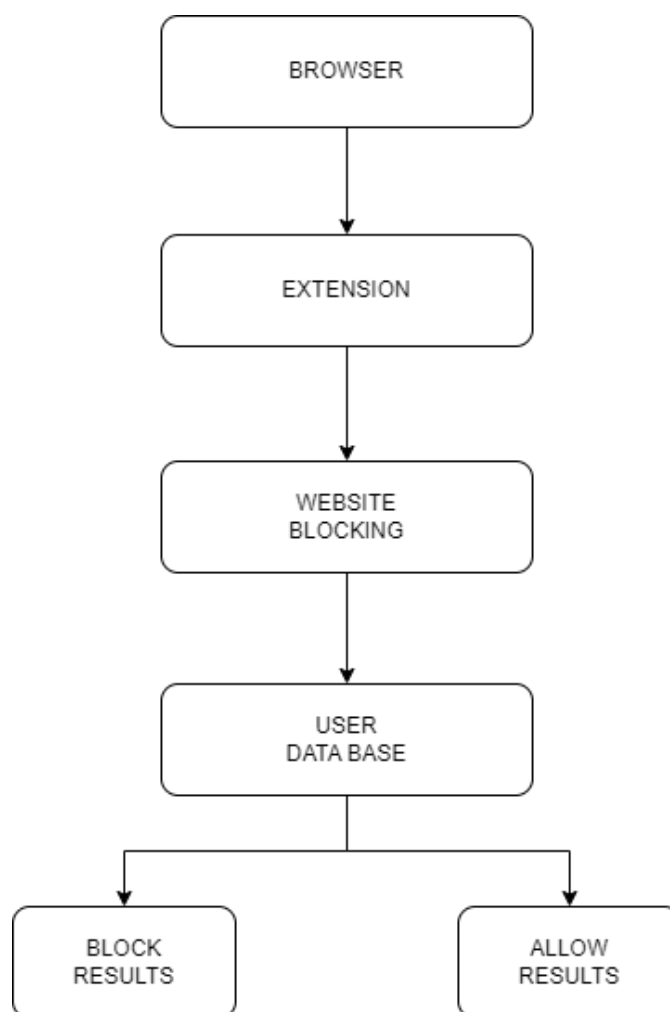 BROWSER
EXTENSION
WEBSITE
BLOCKING
USER
DATA BASE
BLOCK
RESULTS
ALLOW
RESULTS